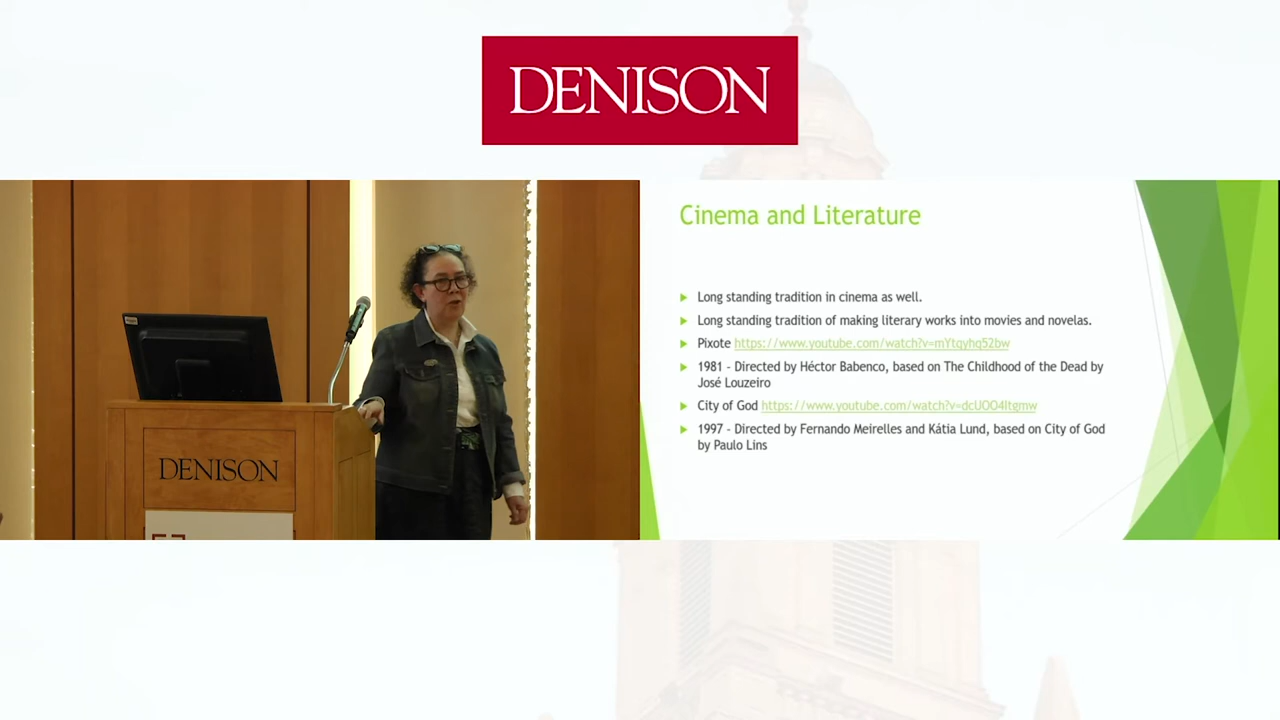 DENISON
DENISON
Cinema and Literature
Long standing tradition in cinema as well.
Long standing tradition of making literary works into movies and novelas.
Pixote https://www.youtube.com/watch?v=mYtqyhq52bw
1981 - Directed by Héctor Babenco, based on The Childhood of the Dead by
José Louzeiro
City of God https://www.youtube.com/watch?v=dcUOO4Itgmw
1997 - Directed by Fernando Meirelles and Kátia Lund, based on City of God
by Paulo Lins